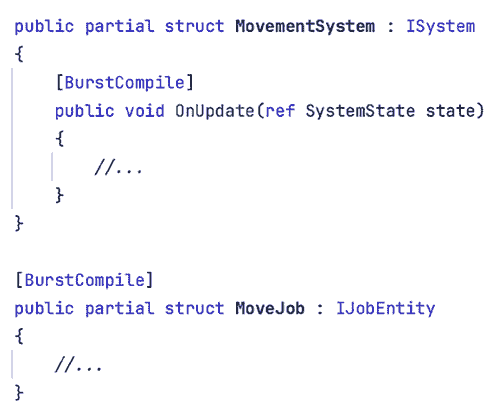 public partial struct MovementSystem : ISystem
{
    [BurstCompile]
    public void OnUpdate(ref SystemState state)
    {
        //...
    }
}

[BurstCompile]
public partial struct MoveJob : IJobEntity
{
    //...
}